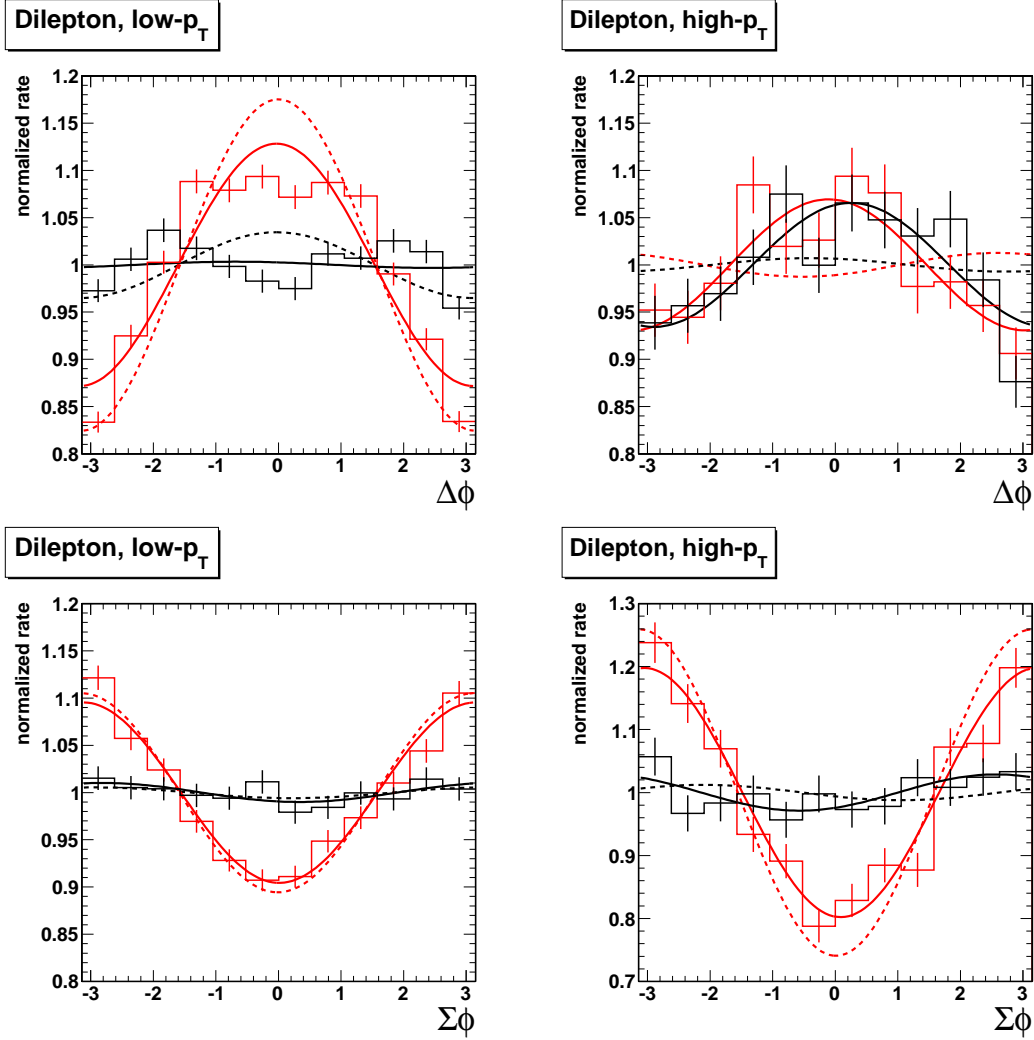 Dilepton, low-p_T
normalized rate
1.2
1.15
1.1
1.05
1
0.95
0.9
0.85
0.8
-3 -2 -1 0 1 2 3
Δϕ
Dilepton, high-p_T
normalized rate
1.2
1.15
1.1
1.05
1
0.95
0.9
0.85
0.8
-3 -2 -1 0 1 2 3
Δϕ
Dilepton, low-p_T
normalized rate
1.2
1.15
1.1
1.05
1
0.95
0.9
0.85
0.8
-3 -2 -1 0 1 2 3
Σϕ
Dilepton, high-p_T
normalized rate
1.3
1.2
1.1
1
0.9
0.8
0.7
-3 -2 -1 0 1 2 3
Σϕ